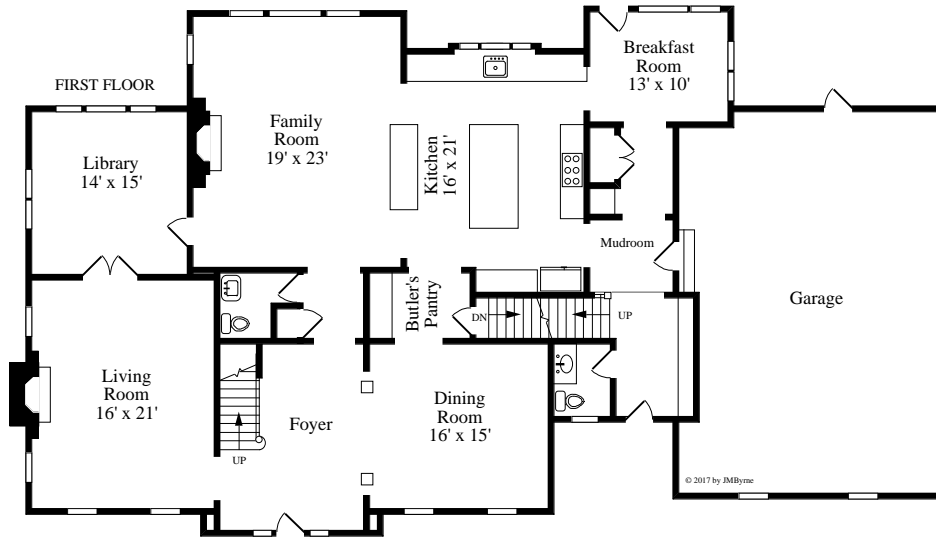 FIRST FLOOR
Breakfast
Room
13' x 10'
Family
Room
19' x 23'
Kitchen
16' x 21'
Library
14' x 15'
Mudroom
Butler's
Pantry
DN
UP
Garage
Living
Room
16' x 21'
Foyer
UP
Dining
Room
16' x 15'
© 2017 by JMByrne